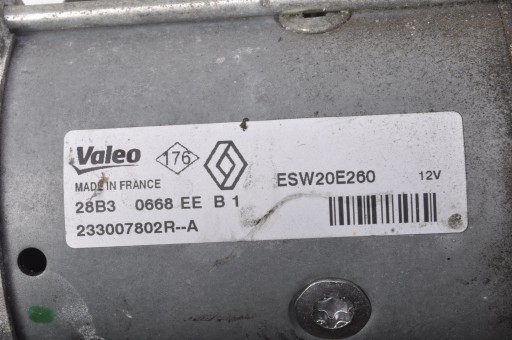 Valeo 176 ESW20E260 12V
MADE IN FRANCE
28B3 0668 EE B 1
233007802R--A